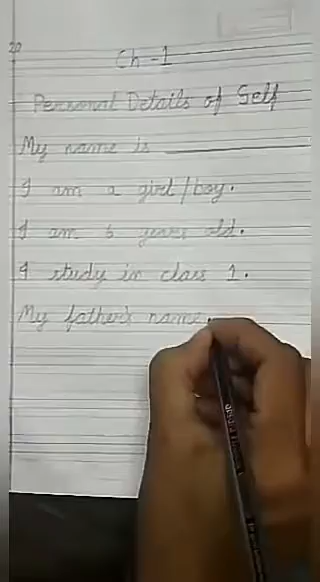 Ch - 1
Personal Details of Self
My name is ___________
I am a girl/boy.
I am 6 years old.
I study in class 1.
My father's name